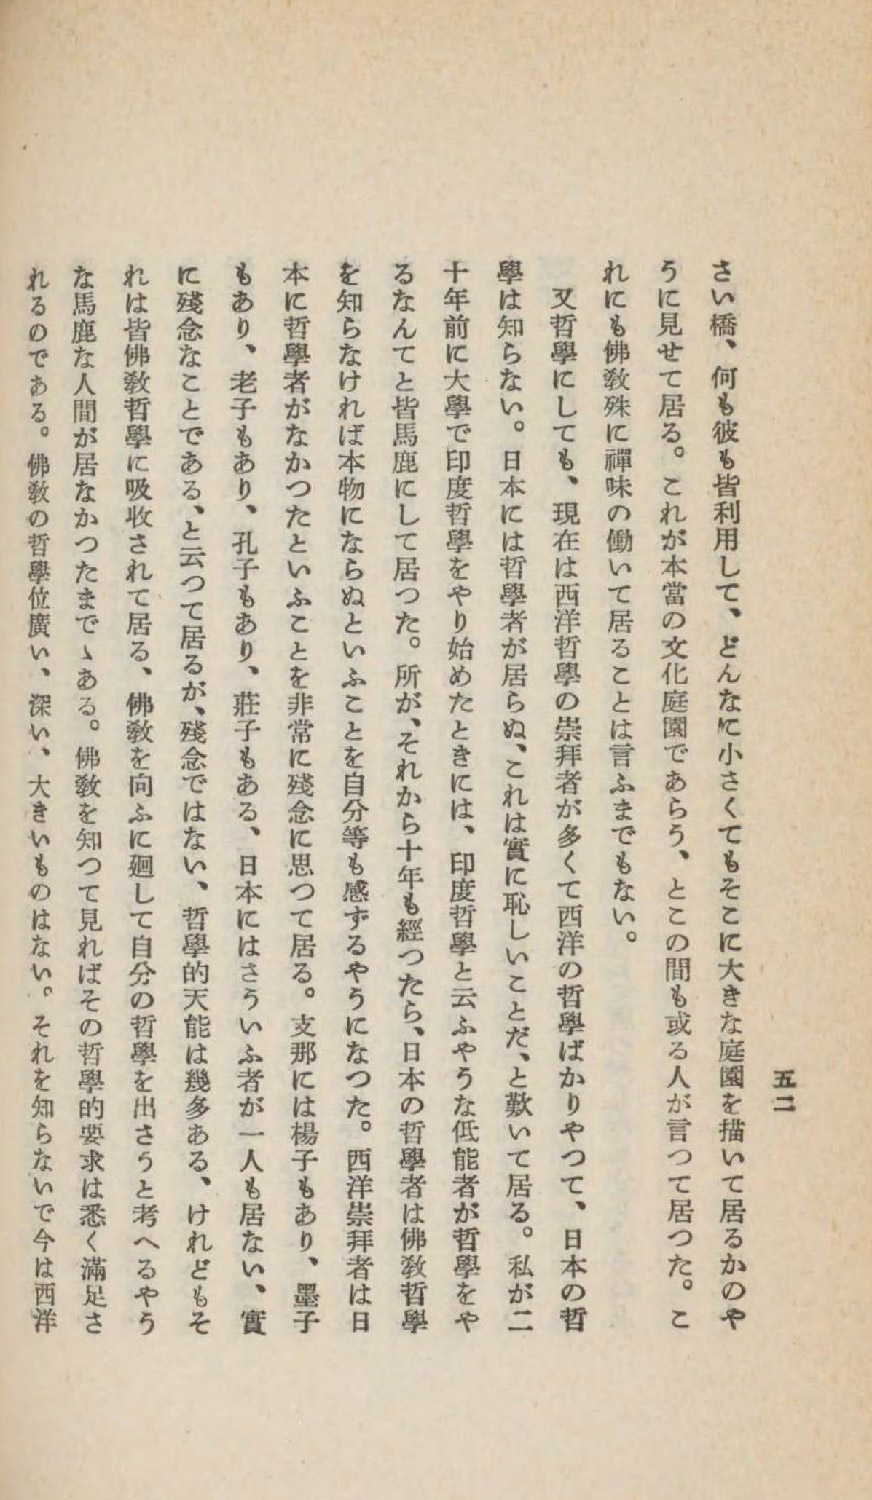 五二
さい橋、何も彼も皆利用して、どんなに小さくてもそこに大きな庭園を描いて居るかのや
うに見せて居る。これが本當の文化庭園であらう、とこの間も或る人が言つて居つた。こ
れにも佛教殊に禪味の働いて居ることは言ふまでもない。
又哲學にしても、現在は西洋哲學の崇拜者が多くて西洋の哲學ばかりやつて、日本の哲
學は知らない。日本には哲學者が居らぬ、これは實に恥しいことだ、と歎いて居る。私が二
十年前に大學で印度哲學をやり始めたときには、印度哲學と云ふやうな低能者が哲學をや
るなんてと皆馬鹿にして居つた。所が、それから十年も經つたら、日本の哲學者は佛教哲學
を知らなければ本物にならぬといふことを自分等も感ずるやうになつた。西洋崇拜者は日
本に哲學者がなかつたといふことを非常に殘念に思つて居る。支那には楊子もあり、墨子
もあり、老子もあり、孔子もあり、莊子もある、日本にはさういふ者が一人も居ない、實
に殘念なことである、と云つて居るが、殘念ではない、哲學的天能は幾多ある、けれどもそ
れは皆佛教哲學に吸收されて居る、佛教を向ふに廻して自分の哲學を出さうと考へるやう
な馬鹿な人間が居なかつたまでゝある。佛教を知つて見ればその哲學的要求は悉く滿足さ
れるのである。佛教の哲學位廣い、深い、大きいものはない。それを知らないで今は西洋